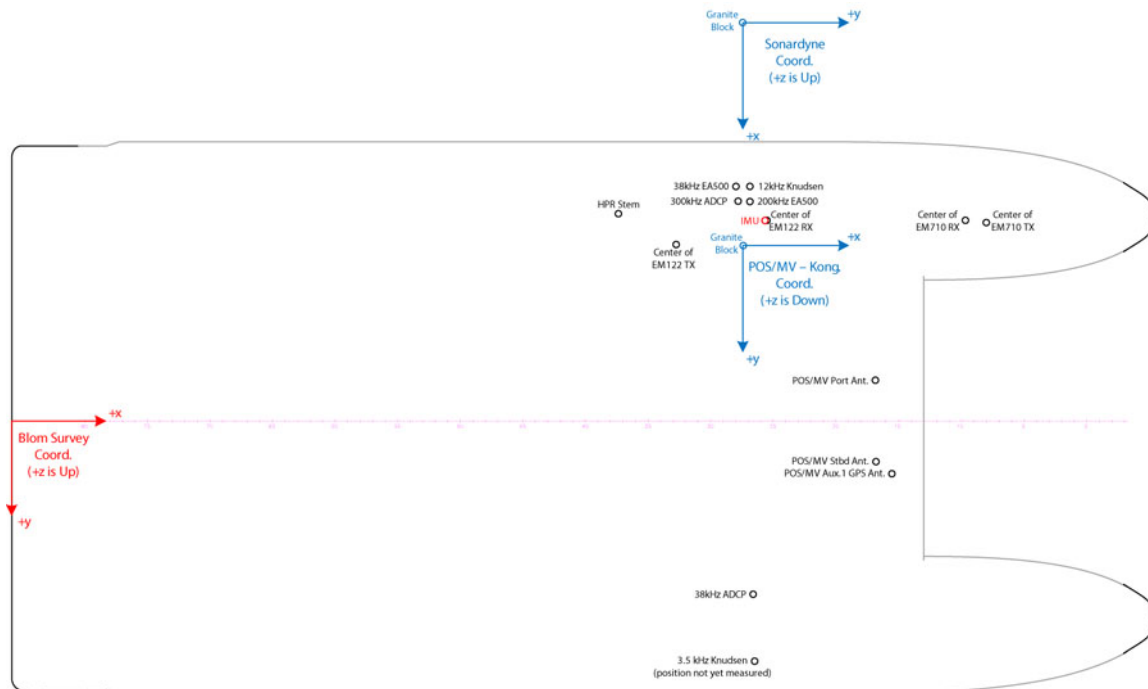 Granite
Block
+y
Sonardyne
Coord.
(+z is Up)
+x
38kHz EA500
12kHz Knudsen
300kHz ADCP
200kHz EA500
HPR Stem
IMU
Center of
EM122 RX
Center of
EM710 RX
Center of
EM710 TX
Center of
EM122 TX
Granite
Block
+x
POS/MV – Kong.
Coord.
(+z is Down)
+y
POS/MV Port Ant.
+x
Blom Survey
Coord.
(+z is Up)
+y
POS/MV Stbd Ant.
POS/MV Aux.1 GPS Ant.
38kHz ADCP
3.5 kHz Knudsen
(position not yet measured)